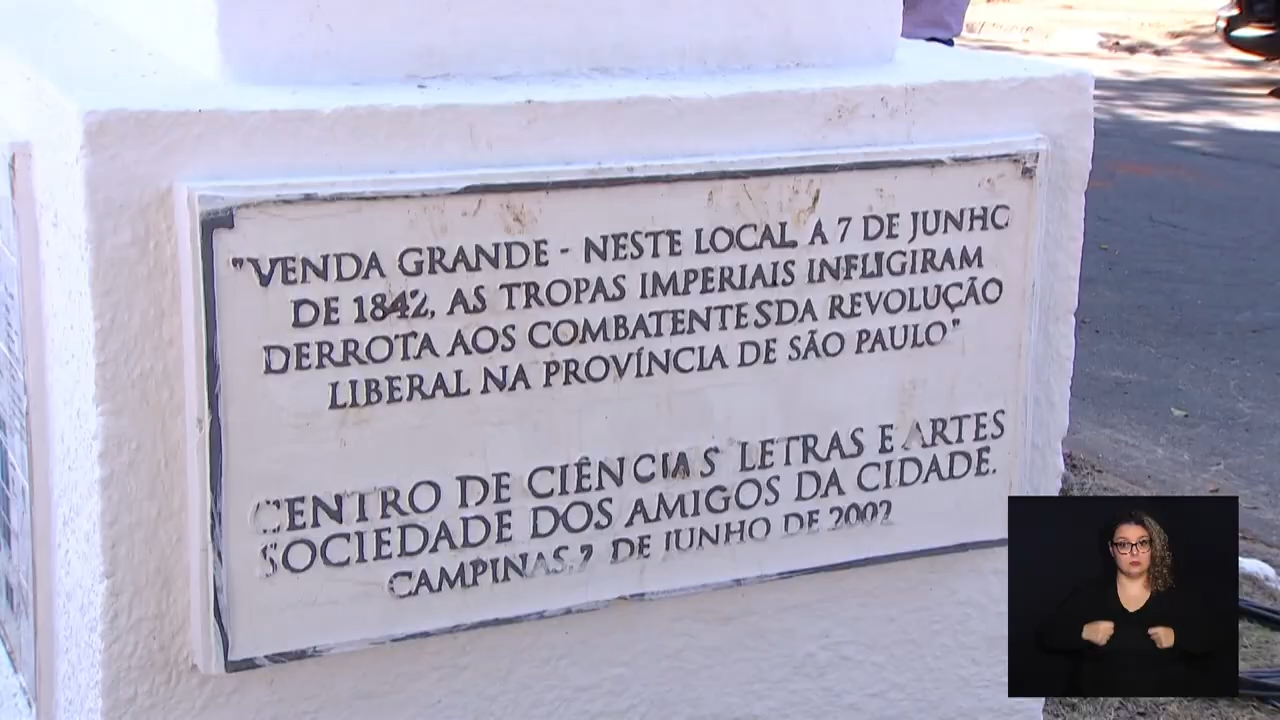 "VENDA GRANDE - NESTE LOCAL A 7 DE JUNHO
DE 1842, AS TROPAS IMPERIAIS INFLIGIRAM
DERROTA AOS COMBATENTES DA REVOLUÇÃO
LIBERAL NA PROVÍNCIA DE SÃO PAULO"
CENTRO DE CIÊNCIAS LETRAS E ARTES
SOCIEDADE DOS AMIGOS DA CIDADE.
CAMPINAS, 7 DE JUNHO DE 2002